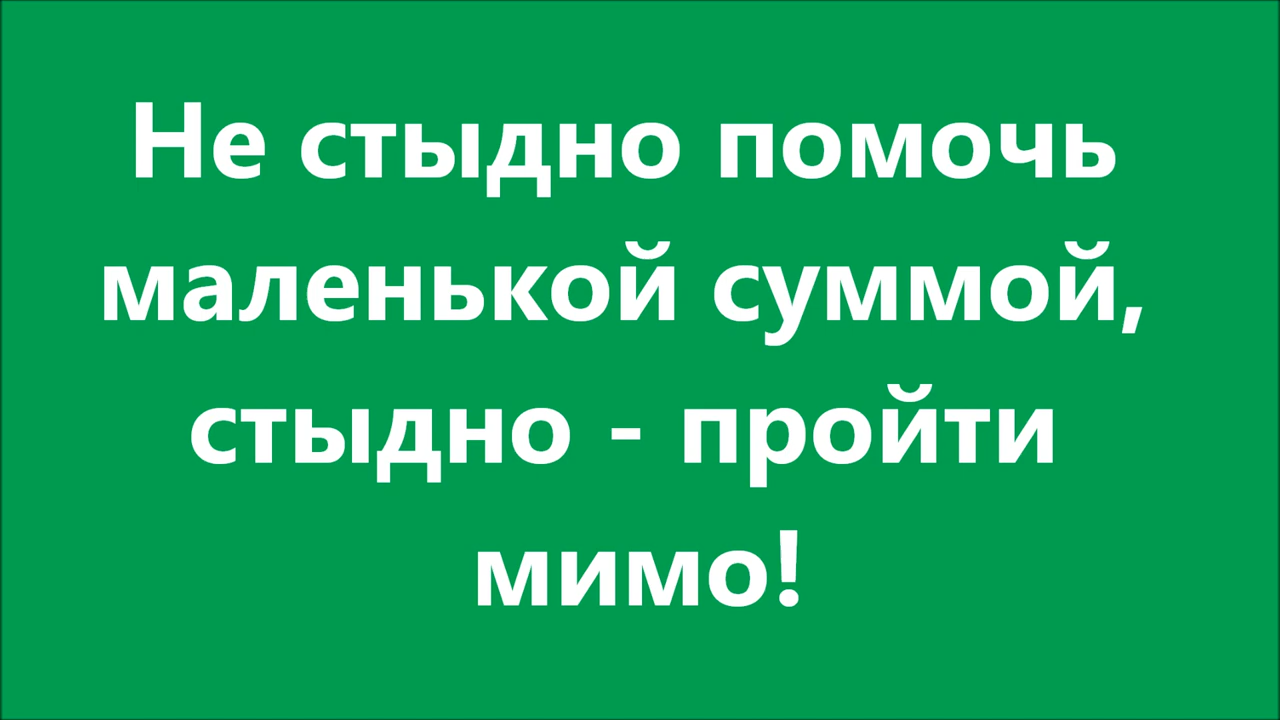 Не стыдно помочь
маленькой суммой,
стыдно - пройти
мимо!